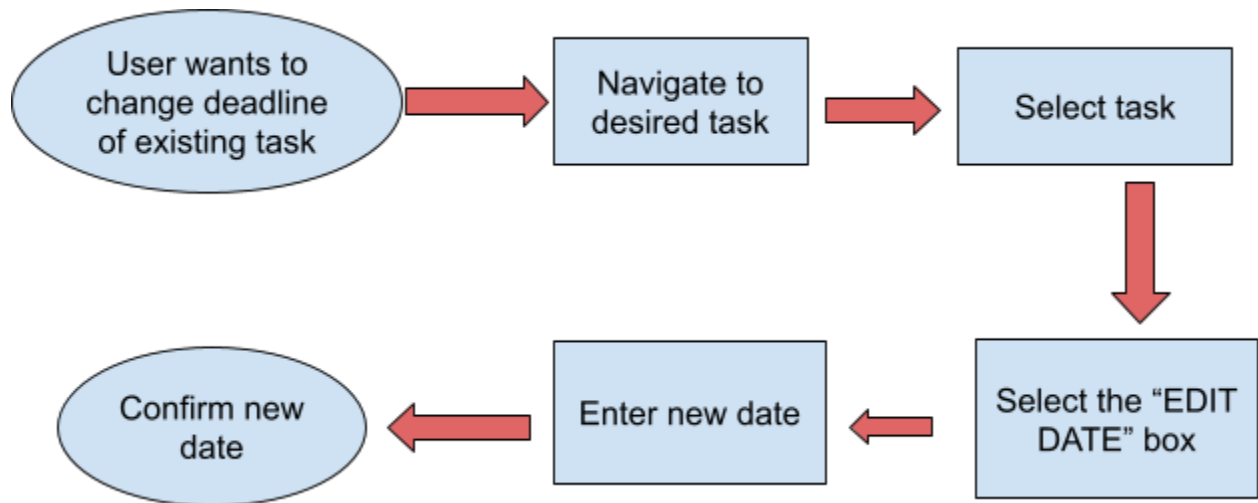 User wants to
change deadline
of existing task
Navigate to
desired task
Select task
Select the “EDIT
DATE” box
Enter new date
Confirm new
date